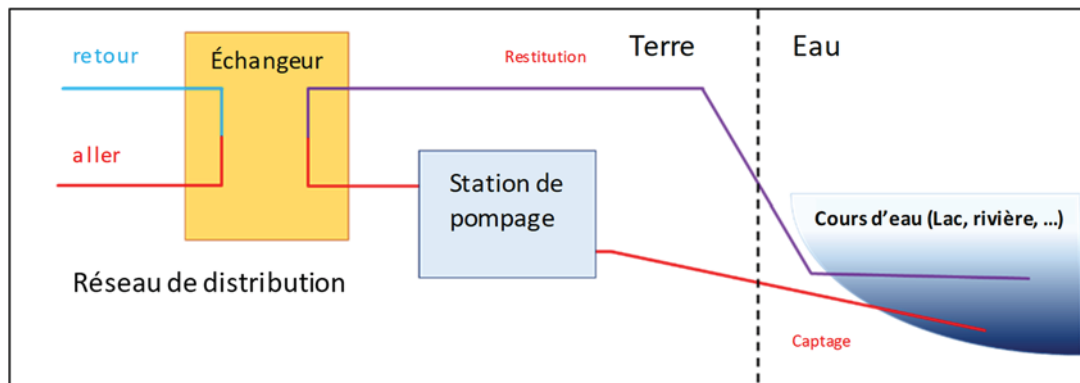 retour
Échangeur
Restitution
Terre
Eau
aller
Station de
pompage
Cours d'eau (Lac, rivière, ...)
Réseau de distribution
Captage